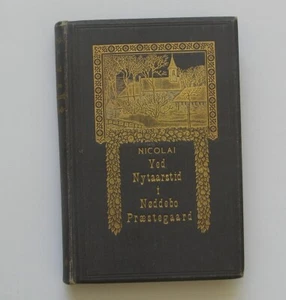 NICOLAI
Ved
Nytaarstid
i
Nøddebo
Præstegaard